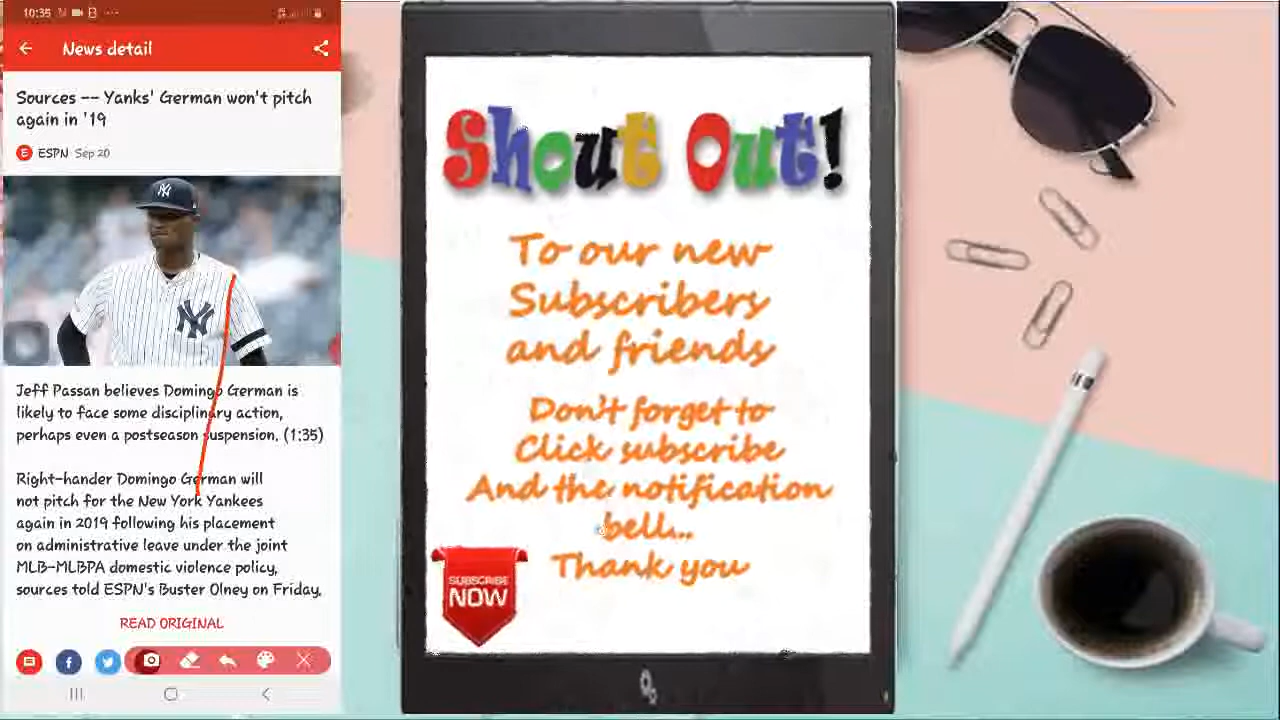 10:35
News detail
Sources -- Yanks' German won't pitch
again in '19
E ESPN Sep 20
NY
NY
Jeff Passan believes Domingo German is
likely to face some disciplinary action,
perhaps even a postseason suspension. (1:35)
Right-hander Domingo German will
not pitch for the New York Yankees
again in 2019 following his placement
on administrative leave under the joint
MLB-MLBPA domestic violence policy,
sources told ESPN's Buster Olney on Friday.
READ ORIGINAL
Shout Out!
To our new
Subscribers
and friends
Don't forget to
Click subscribe
And the notification
bell...
Thank you
SUBSCRIBE
NOW